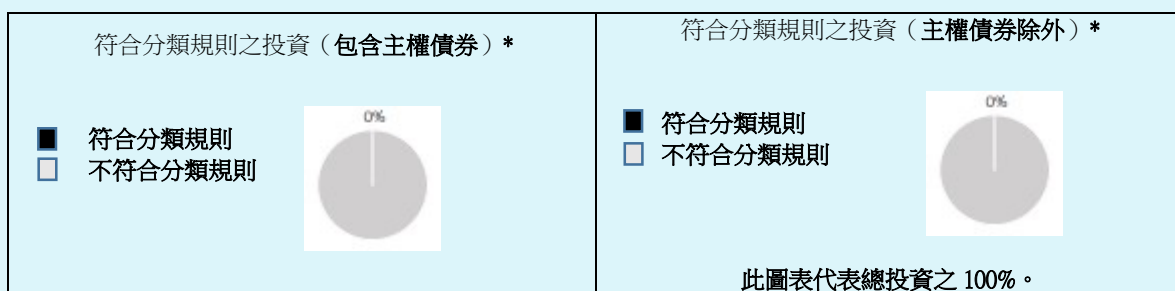 符合分類規則之投資（包含主權債券）*
0%
符合分類規則
不符合分類規則
符合分類規則之投資（主權債券除外）*
0%
符合分類規則
不符合分類規則
此圖表代表總投資之 100%。